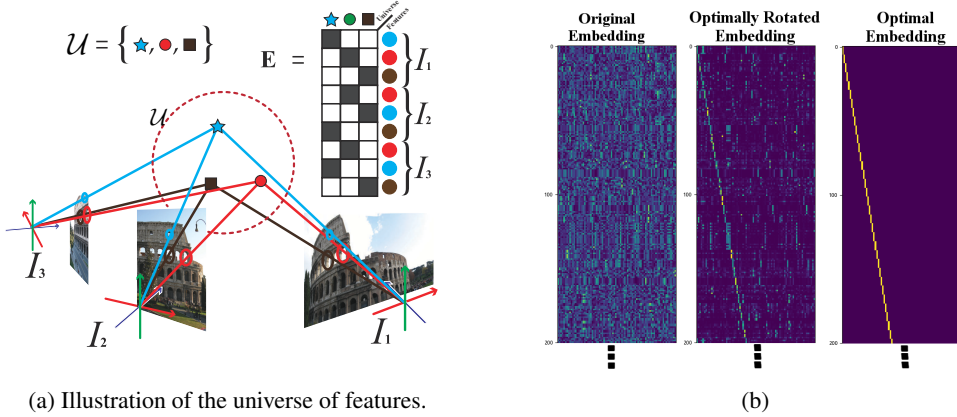 𝒰 = { , , }
E =
Universe
Features
I₁
I₂
I₃
𝒰
I₃
I₂
I₁
(a) Illustration of the universe of features.
Original
Embedding
Optimally Rotated
Embedding
Optimal
Embedding
0
100
200
0
100
200
0
100
200
(b)